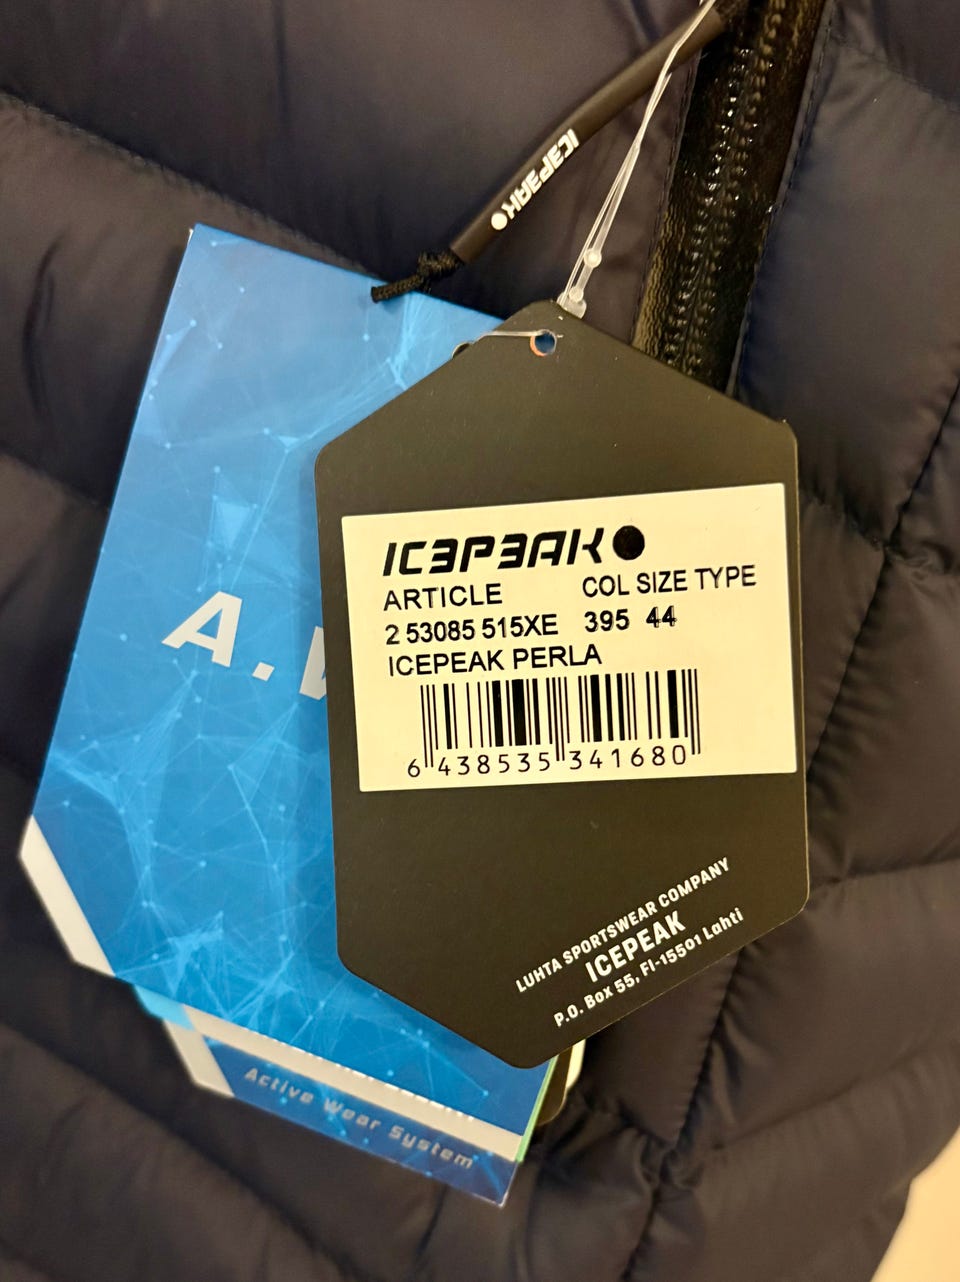 ICEPEAK
A.
ICEPEAK
ARTICLE COL SIZE TYPE
2 53085 515XE 395 44
ICEPEAK PERLA
6 438535 341680
LUHTA SPORTSWEAR COMPANY
ICEPEAK
P.O. Box 55, FI-15501 Lahti
Active Wear System